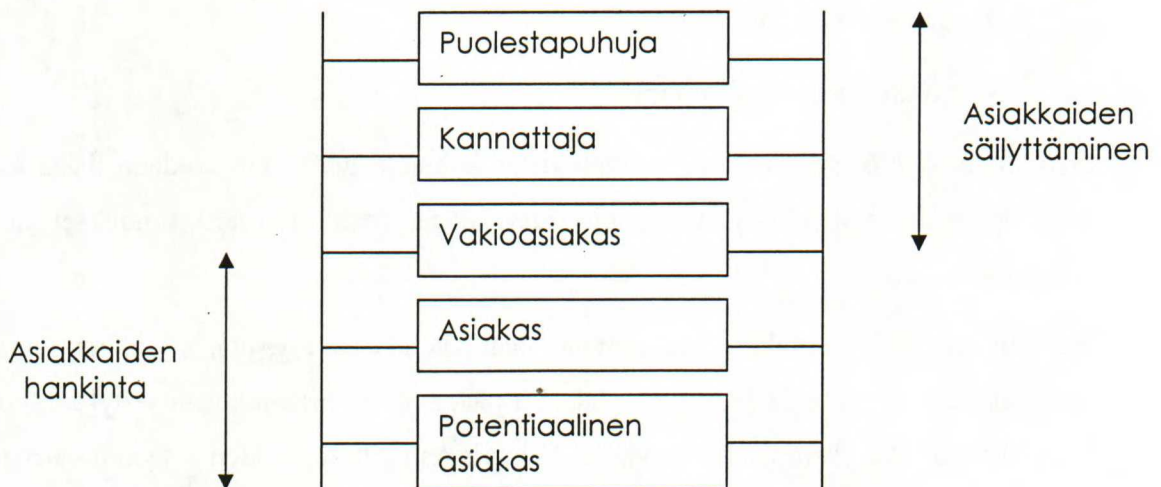 Puolestapuhuja
Kannattaja
Asiakkaiden
säilyttäminen
Vakioasiakas
Asiakas
Asiakkaiden
hankinta
Potentiaalinen
asiakas